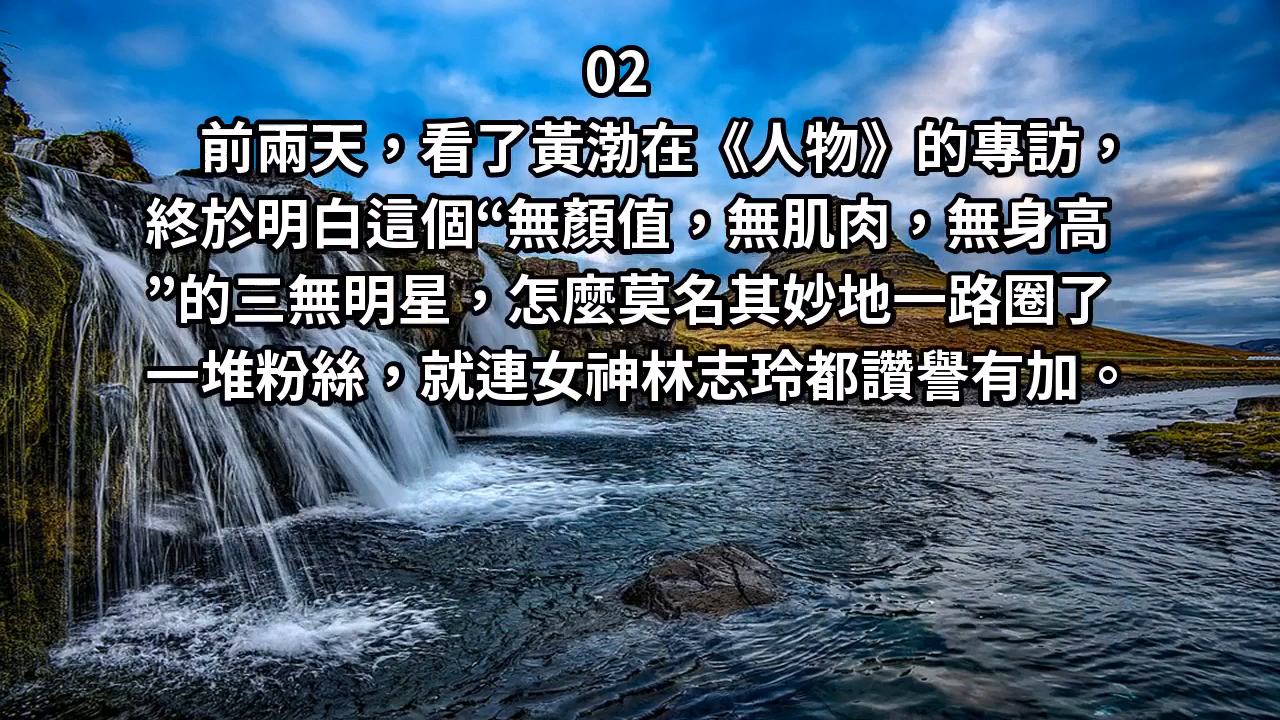 02
前兩天，看了黃渤在《人物》的專訪，
終於明白這個“無顏值，無肌肉，無身高
”的三無明星，怎麼莫名其妙地一路圈了
一堆粉絲，就連女神林志玲都讚譽有加。